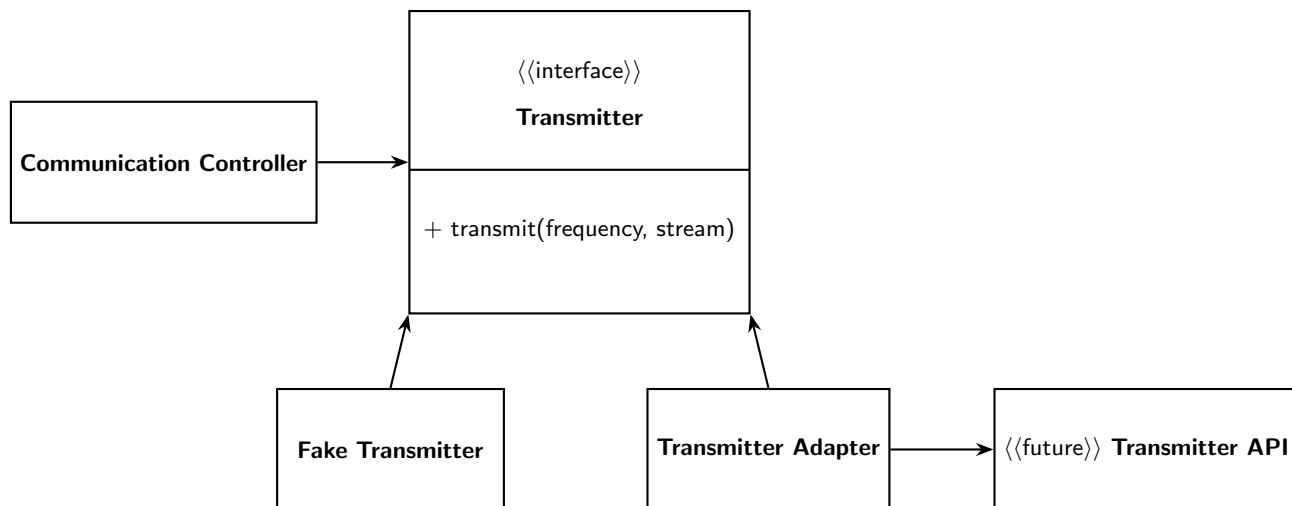 ⟨⟨interface⟩⟩
Transmitter
Communication Controller
+ transmit(frequency, stream)
Fake Transmitter
Transmitter Adapter
⟨⟨future⟩⟩ Transmitter API